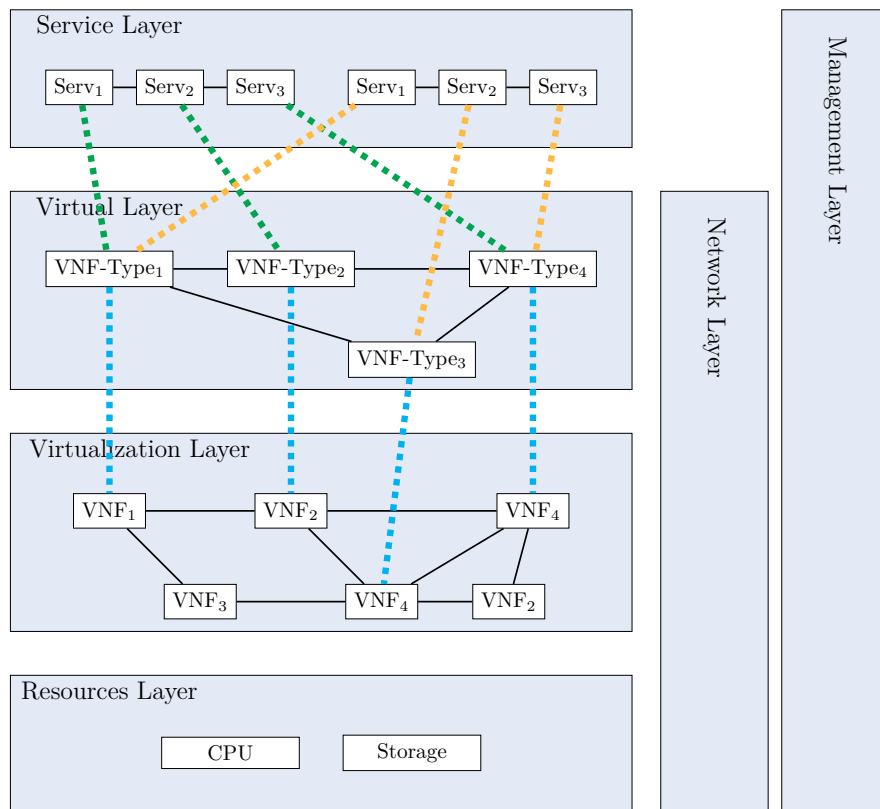 Service Layer
Serv₁ Serv₂ Serv₃ Serv₁ Serv₂ Serv₃
Virtual Layer
VNF-Type₁ VNF-Type₂ VNF-Type₄
VNF-Type₃
Virtualization Layer
VNF₁ VNF₂ VNF₄
VNF₃ VNF₄ VNF₂
Resources Layer
CPU Storage
Network Layer
Management Layer